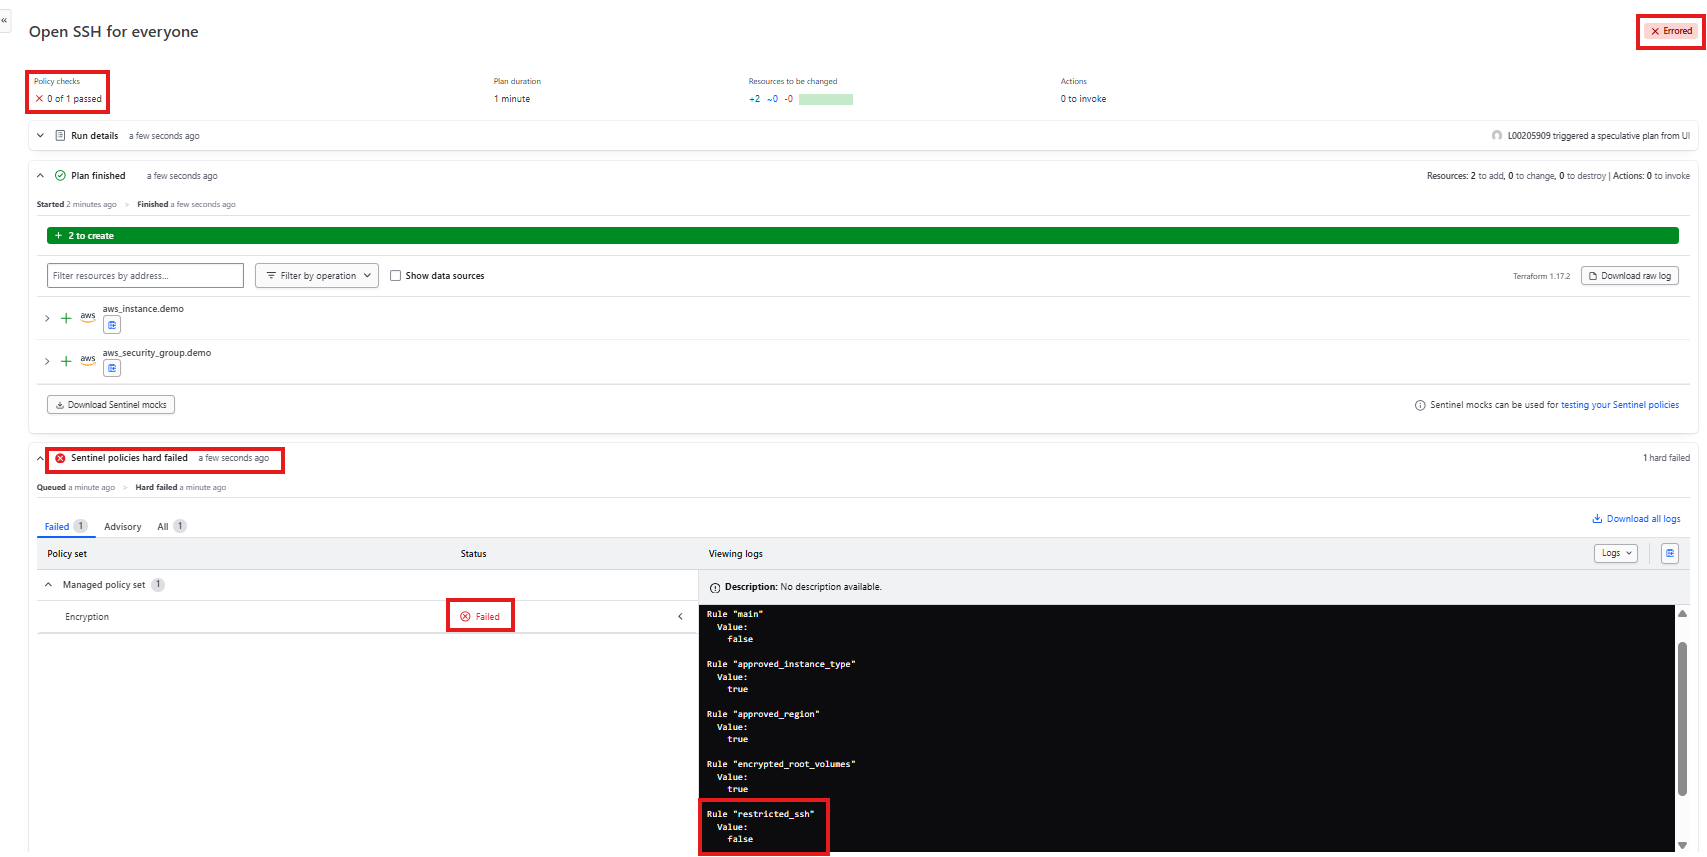 «
Open SSH for everyone
Errored
Policy checks
0 of 1 passed
Plan duration
1 minute
Resources to be changed
+2 ~0 -0
Actions
0 to invoke
Run details a few seconds ago
L00205909 triggered a speculative plan from UI
Plan finished a few seconds ago
Resources: 2 to add, 0 to change, 0 to destroy | Actions: 0 to invoke
Started 2 minutes ago > Finished a few seconds ago
+ 2 to create
Filter resources by address...
Filter by operation
Show data sources
Terraform 1.17.2
Download raw log
aws
aws_instance.demo
aws
aws_security_group.demo
Download Sentinel mocks
Sentinel mocks can be used for testing your Sentinel policies
Sentinel policies hard failed a few seconds ago
1 hard failed
Queued a minute ago > Hard failed a minute ago
Failed 1
Advisory
All 1
Download all logs
Policy set
Status
Viewing logs
Logs
Managed policy set 1
Description: No description available.
Encryption
Failed
Rule "main"
Value:
false
Rule "approved_instance_type"
Value:
true
Rule "approved_region"
Value:
true
Rule "encrypted_root_volumes"
Value:
true
Rule "restricted_ssh"
Value:
false